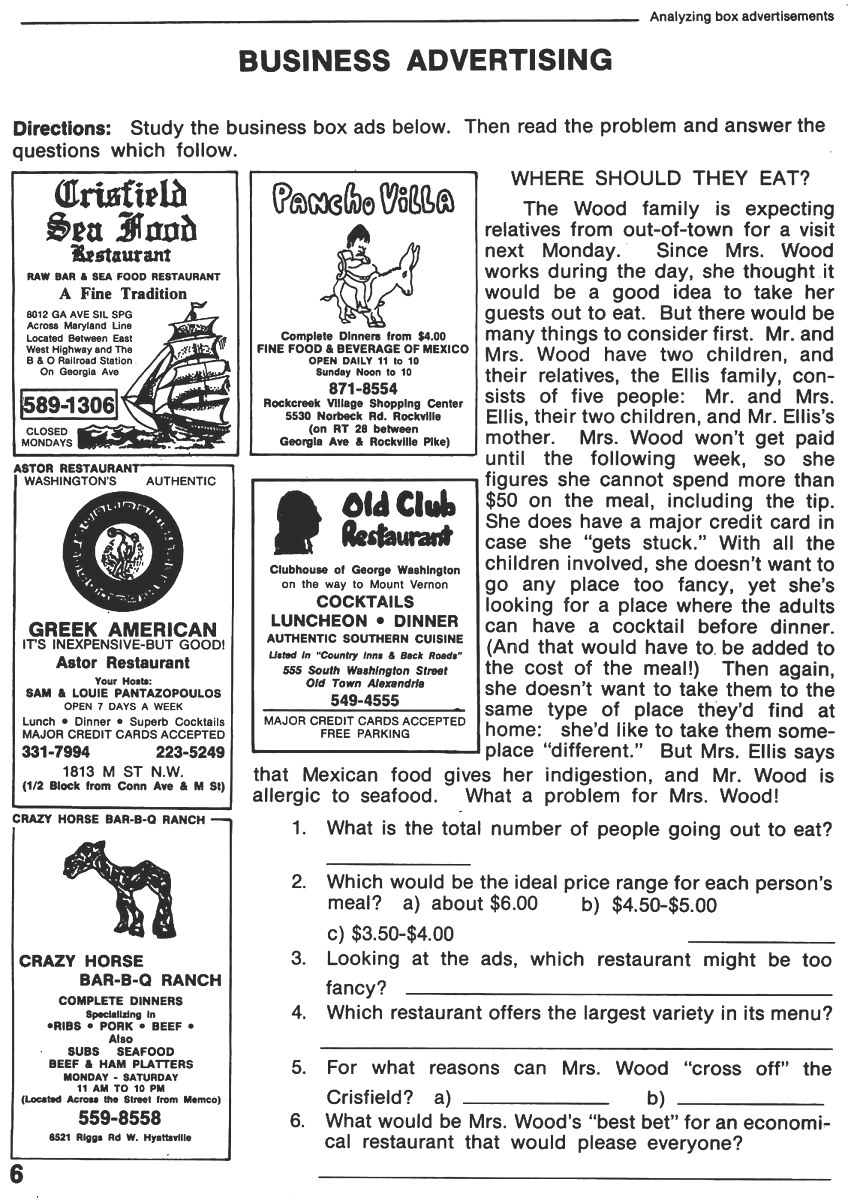 Analyzing box advertisements
BUSINESS ADVERTISING
Directions: Study the business box ads below. Then read the problem and answer the
questions which follow.
Crisfield
Sea Food
Restaurant
RAW BAR & SEA FOOD RESTAURANT
A Fine Tradition
8012 GA AVE SIL SPG
Across Maryland Line
Located Between East
West Highway and The
B & O Railroad Station
On Georgia Ave
589-1306
CLOSED
MONDAYS
PANCHO VILLA
Complete Dinners from $4.00
FINE FOOD & BEVERAGE OF MEXICO
OPEN DAILY 11 to 10
Sunday Noon to 10
871-8554
Rockcreek Village Shopping Center
5530 Norbeck Rd. Rockville
(on RT 28 between
Georgia Ave & Rockville Pike)
ASTOR RESTAURANT
WASHINGTON'S AUTHENTIC
GREEK AMERICAN
IT'S INEXPENSIVE-BUT GOOD!
Astor Restaurant
Your Hosts:
SAM & LOUIE PANTAZOPOULOS
OPEN 7 DAYS A WEEK
Lunch • Dinner • Superb Cocktails
MAJOR CREDIT CARDS ACCEPTED
331-7994 223-5249
1813 M ST N.W.
(1/2 Block from Conn Ave & M St)
Old Club
Restaurant
Clubhouse of George Washington
on the way to Mount Vernon
COCKTAILS
LUNCHEON • DINNER
AUTHENTIC SOUTHERN CUISINE
Listed in "Country Inns & Back Roads"
555 South Washington Street
Old Town Alexandria
549-4555
MAJOR CREDIT CARDS ACCEPTED
FREE PARKING
CRAZY HORSE BAR-B-Q RANCH
CRAZY HORSE
BAR-B-Q RANCH
COMPLETE DINNERS
Specializing in
•RIBS • PORK • BEEF •
Also
SUBS SEAFOOD
BEEF & HAM PLATTERS
MONDAY - SATURDAY
11 AM TO 10 PM
(Located Across the Street from Memco)
559-8558
6521 Riggs Rd W. Hyattsville
WHERE SHOULD THEY EAT?
The Wood family is expecting
relatives from out-of-town for a visit
next Monday. Since Mrs. Wood
works during the day, she thought it
would be a good idea to take her
guests out to eat. But there would be
many things to consider first. Mr. and
Mrs. Wood have two children, and
their relatives, the Ellis family, con-
sists of five people: Mr. and Mrs.
Ellis, their two children, and Mr. Ellis's
mother. Mrs. Wood won't get paid
until the following week, so she
figures she cannot spend more than
$50 on the meal, including the tip.
She does have a major credit card in
case she "gets stuck." With all the
children involved, she doesn't want to
go any place too fancy, yet she's
looking for a place where the adults
can have a cocktail before dinner.
(And that would have to be added to
the cost of the meal!) Then again,
she doesn't want to take them to the
same type of place they'd find at
home: she'd like to take them some-
place "different." But Mrs. Ellis says
that Mexican food gives her indigestion, and Mr. Wood is
allergic to seafood. What a problem for Mrs. Wood!
1. What is the total number of people going out to eat?
2. Which would be the ideal price range for each person's
meal? a) about $6.00 b) $4.50-$5.00
c) $3.50-$4.00
3. Looking at the ads, which restaurant might be too
fancy?
4. Which restaurant offers the largest variety in its menu?
5. For what reasons can Mrs. Wood "cross off" the
Crisfield? a) b)
6. What would be Mrs. Wood's "best bet" for an economi-
cal restaurant that would please everyone?
6